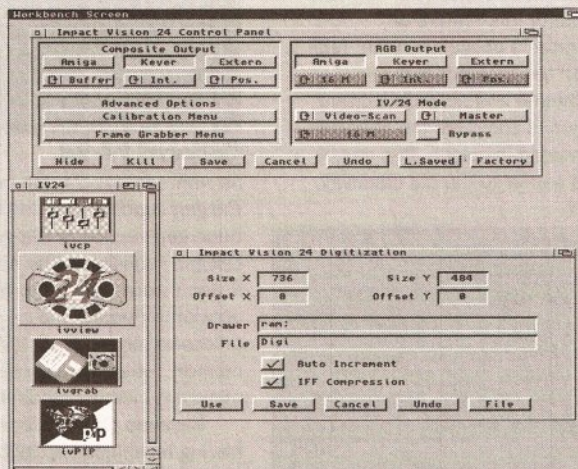 Workbench Screen
Impact Vision 24 Control Panel
Composite Output
Amiga Keyer Extern
Buffer Int. Pos.
RGB Output
Amiga Keyer Extern
16 M Int. Pos.
Advanced Options
Calibration Menu
Frame Grabber Menu
IV/24 Mode
Video-Scan Master
16 M Bypass
Hide Kill Save Cancel Undo L.Saved Factory
IV24
ivcp
24
ivview
ivgrab
pip
ivPIP
Impact Vision 24 Digitization
Size X 736 Size Y 484
Offset X 0 Offset Y 0
Drawer ram:
File Digi
Auto Increment
IFF Compression
Use Save Cancel Undo File